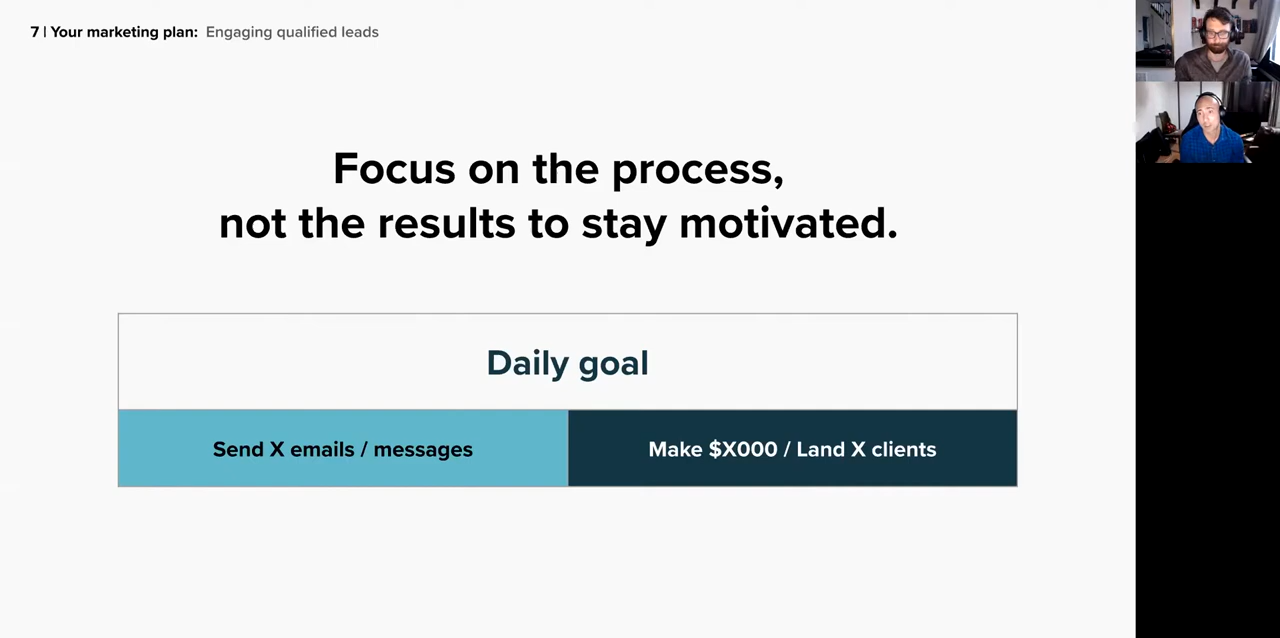 7 | Your marketing plan: Engaging qualified leads
Focus on the process,
not the results to stay motivated.
Daily goal
Send X emails / messages
Make $X000 / Land X clients